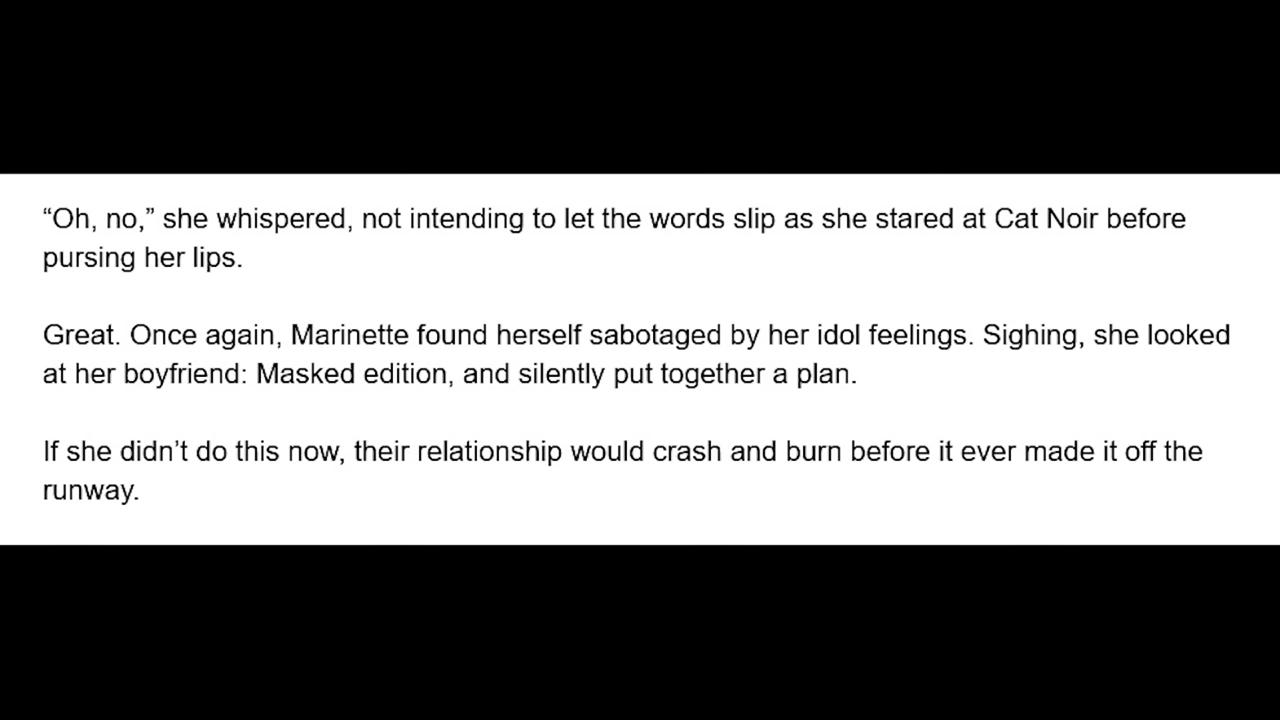 “Oh, no,” she whispered, not intending to let the words slip as she stared at Cat Noir before
pursing her lips.
Great. Once again, Marinette found herself sabotaged by her idol feelings. Sighing, she looked
at her boyfriend: Masked edition, and silently put together a plan.
If she didn’t do this now, their relationship would crash and burn before it ever made it off the
runway.